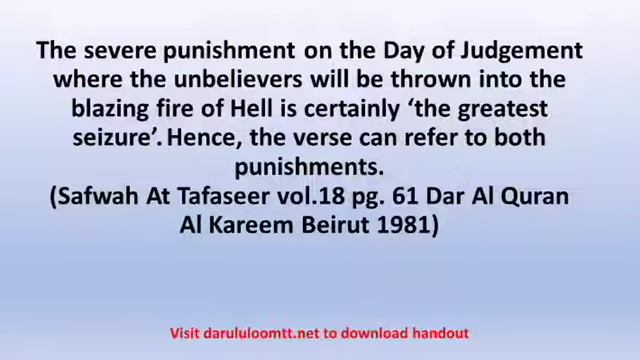 The severe punishment on the Day of Judgement
where the unbelievers will be thrown into the
blazing fire of Hell is certainly ‘the greatest
seizure’. Hence, the verse can refer to both
punishments.
(Safwah At Tafaseer vol.18 pg. 61 Dar Al Quran
Al Kareem Beirut 1981)
Visit darululoomtt.net to download handout